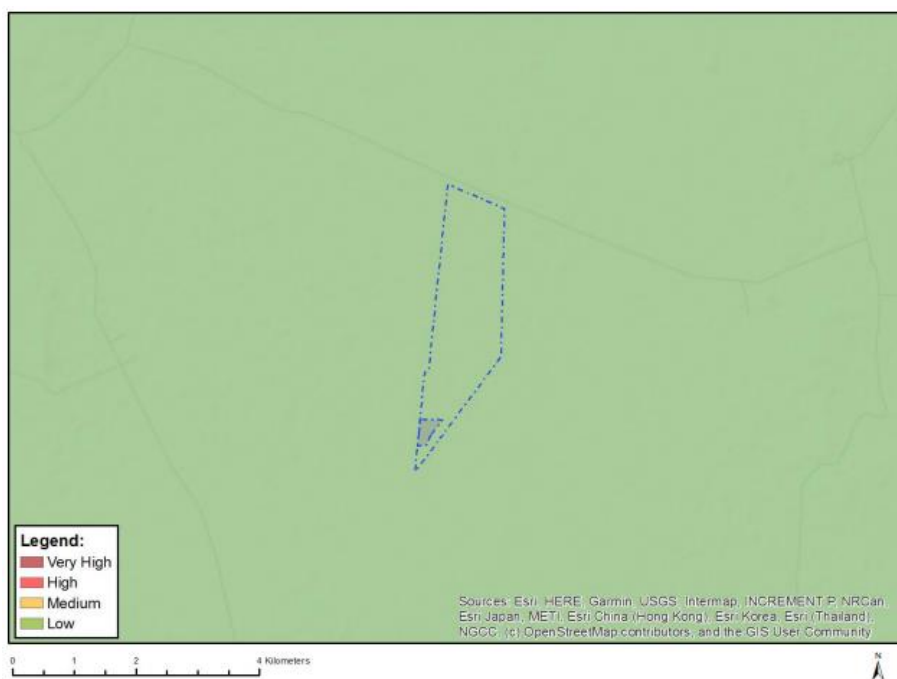 Legend:
Very High
High
Medium
Low
Sources: Esri, HERE, Garmin, USGS, Intermap, INCREMENT P, NRCan,
Esri Japan, METI, Esri China (Hong Kong), Esri Korea, Esri (Thailand),
NGCC, (c) OpenStreetMap contributors, and the GIS User Community
0 1 2 4 Kilometers
N